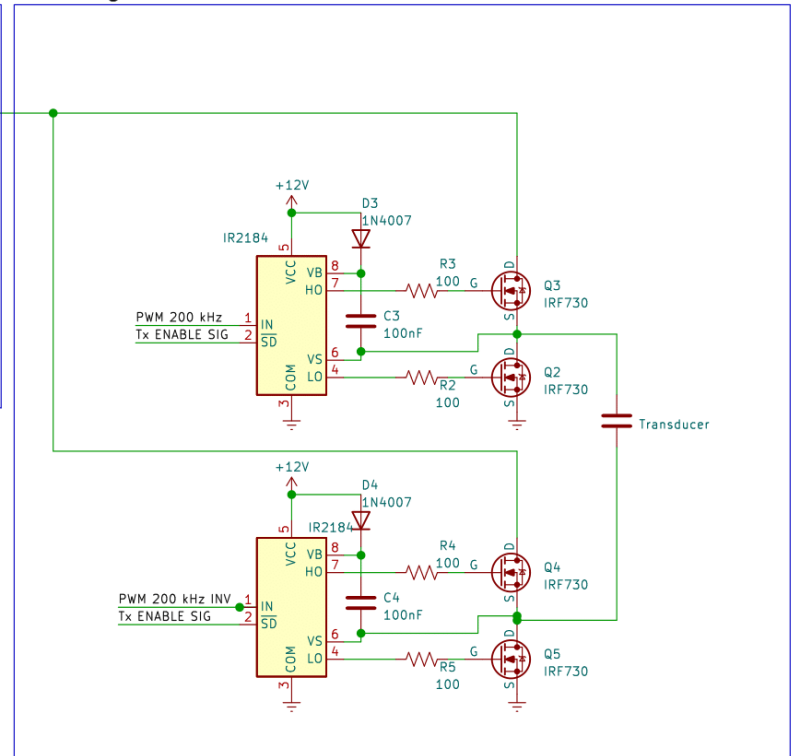 +12V
D3
1N4007
IR2184
5
VCC
VB 8
HO 7
R3
100
G
D
S
Q3
IRF730
C3
100nF
PWM 200 kHz
1 IN
Tx ENABLE SIG
2 SD
VS 6
LO 4
COM
3
R2
100
G
D
S
Q2
IRF730
Transducer
+12V
D4
1N4007
IR2184
5
VCC
VB 8
HO 7
R4
100
G
D
S
Q4
IRF730
C4
100nF
PWM 200 kHz INV
1 IN
Tx ENABLE SIG
2 SD
VS 6
LO 4
COM
3
R5
100
G
D
S
Q5
IRF730